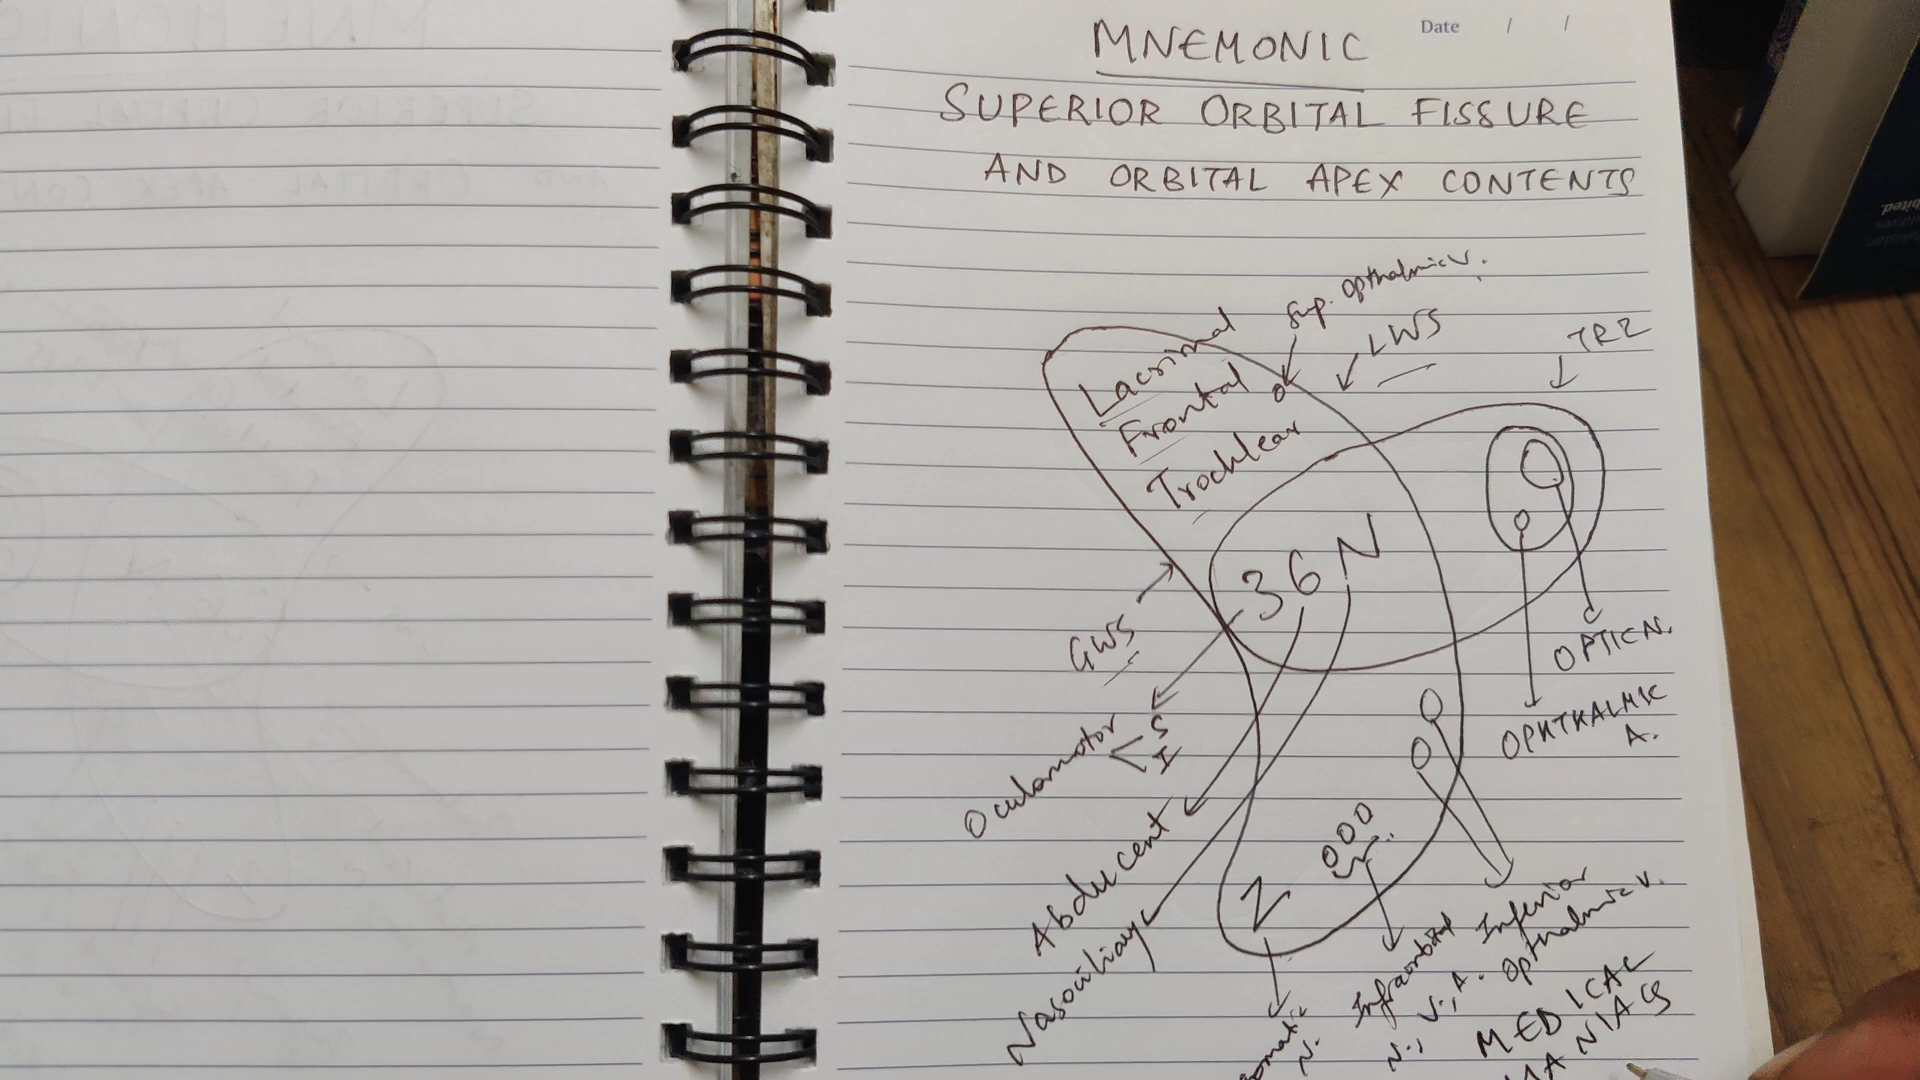 MNEMONIC
Date / /
SUPERIOR ORBITAL FISSURE
AND ORBITAL APEX CONTENTS
Sup. Opthalmic V.
LWS
TRZ
Lacrimal
Frontal
Trochlear
36N
GWS
OPTIC N.
OPHTHALMIC
A.
Oculomotor
S
I
Abducent
Nasociliary
Z
Inferior
Opthalmic V.
Infraorbital
N., V., A.
N.
MEDICAL
MANIACS